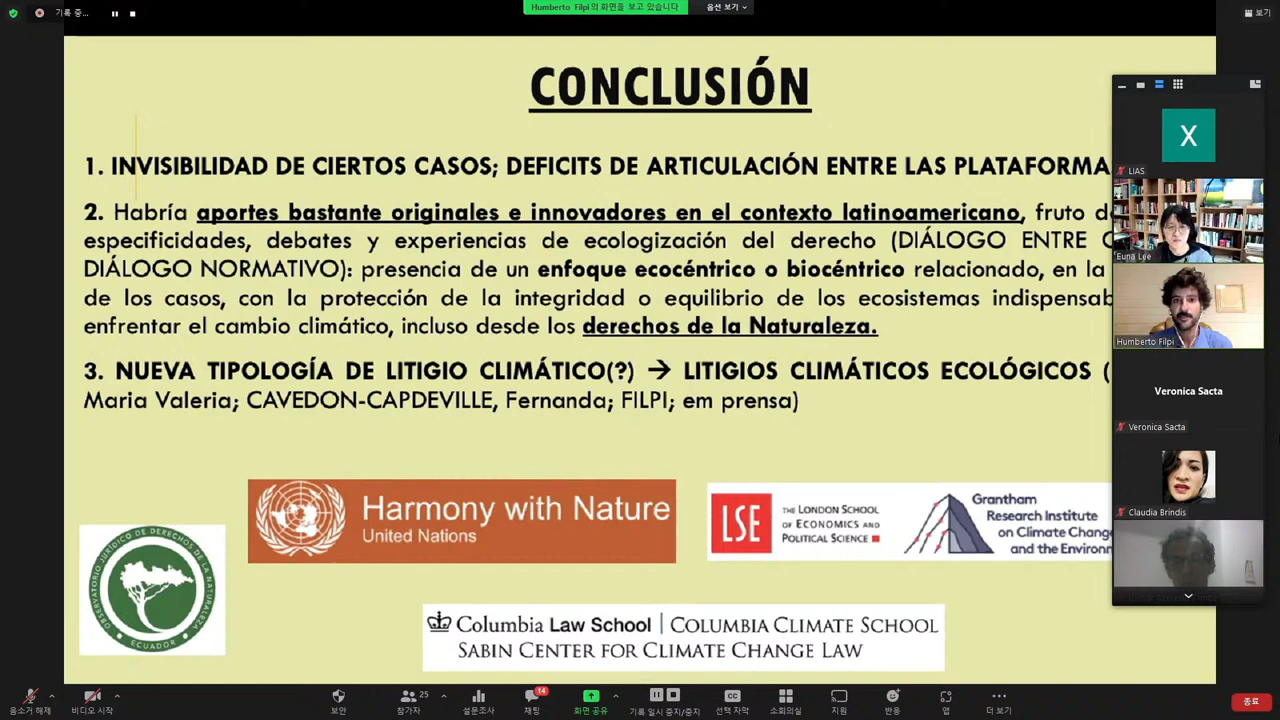 기록 중...
Humberto Filpi의 화면을 보고 있습니다
옵션 보기
보기
CONCLUSIÓN
1. INVISIBILIDAD DE CIERTOS CASOS; DEFICITS DE ARTICULACIÓN ENTRE LAS PLATAFORMA
2. Habría aportes bastante originales e innovadores en el contexto latinoamericano, fruto d
especificidades, debates y experiencias de ecologización del derecho (DIÁLOGO ENTRE
DIÁLOGO NORMATIVO): presencia de un enfoque ecocéntrico o biocéntrico relacionado, en la
de los casos, con la protección de la integridad o equilibrio de los ecosistemas indispensab
enfrentar el cambio climático, incluso desde los derechos de la Naturaleza.
3. NUEVA TIPOLOGÍA DE LITIGIO CLIMÁTICO(?) → LITIGIOS CLIMÁTICOS ECOLÓGICOS (
Maria Valeria; CAVEDON-CAPDEVILLE, Fernanda; FILPI; em prensa)
OBSERVATORIO JURÍDICO DE DERECHOS DE LA NATURALEZA
ECUADOR
Harmony with Nature
United Nations
LSE
THE LONDON SCHOOL
OF ECONOMICS AND
POLITICAL SCIENCE
Grantham
Research Institute
on Climate Chang
and the Environ
Columbia Law School | COLUMBIA CLIMATE SCHOOL
SABIN CENTER FOR CLIMATE CHANGE LAW
X
LIAS
Euna Lee
Humberto Filpi
Veronica Sacta
Veronica Sacta
Claudia Brindis
음소거 해제
비디오 시작
보안
25
참가자
설문조사
14
채팅
화면 공유
기록 일시 중지/중지
CC
선택 자막
소회의실
지원
반응
앱
더 보기
종료